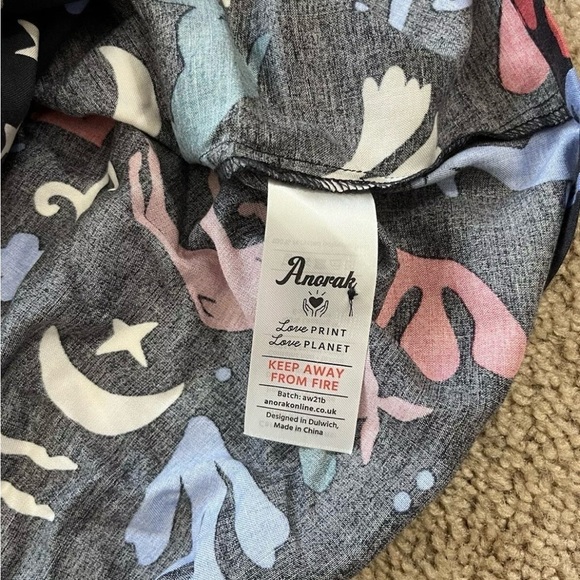 Anorak
Love PRINT
Love PLANET
KEEP AWAY
FROM FIRE
Batch: aw21b
anorakonline.co.uk
Designed in Dulwich,
Made in China